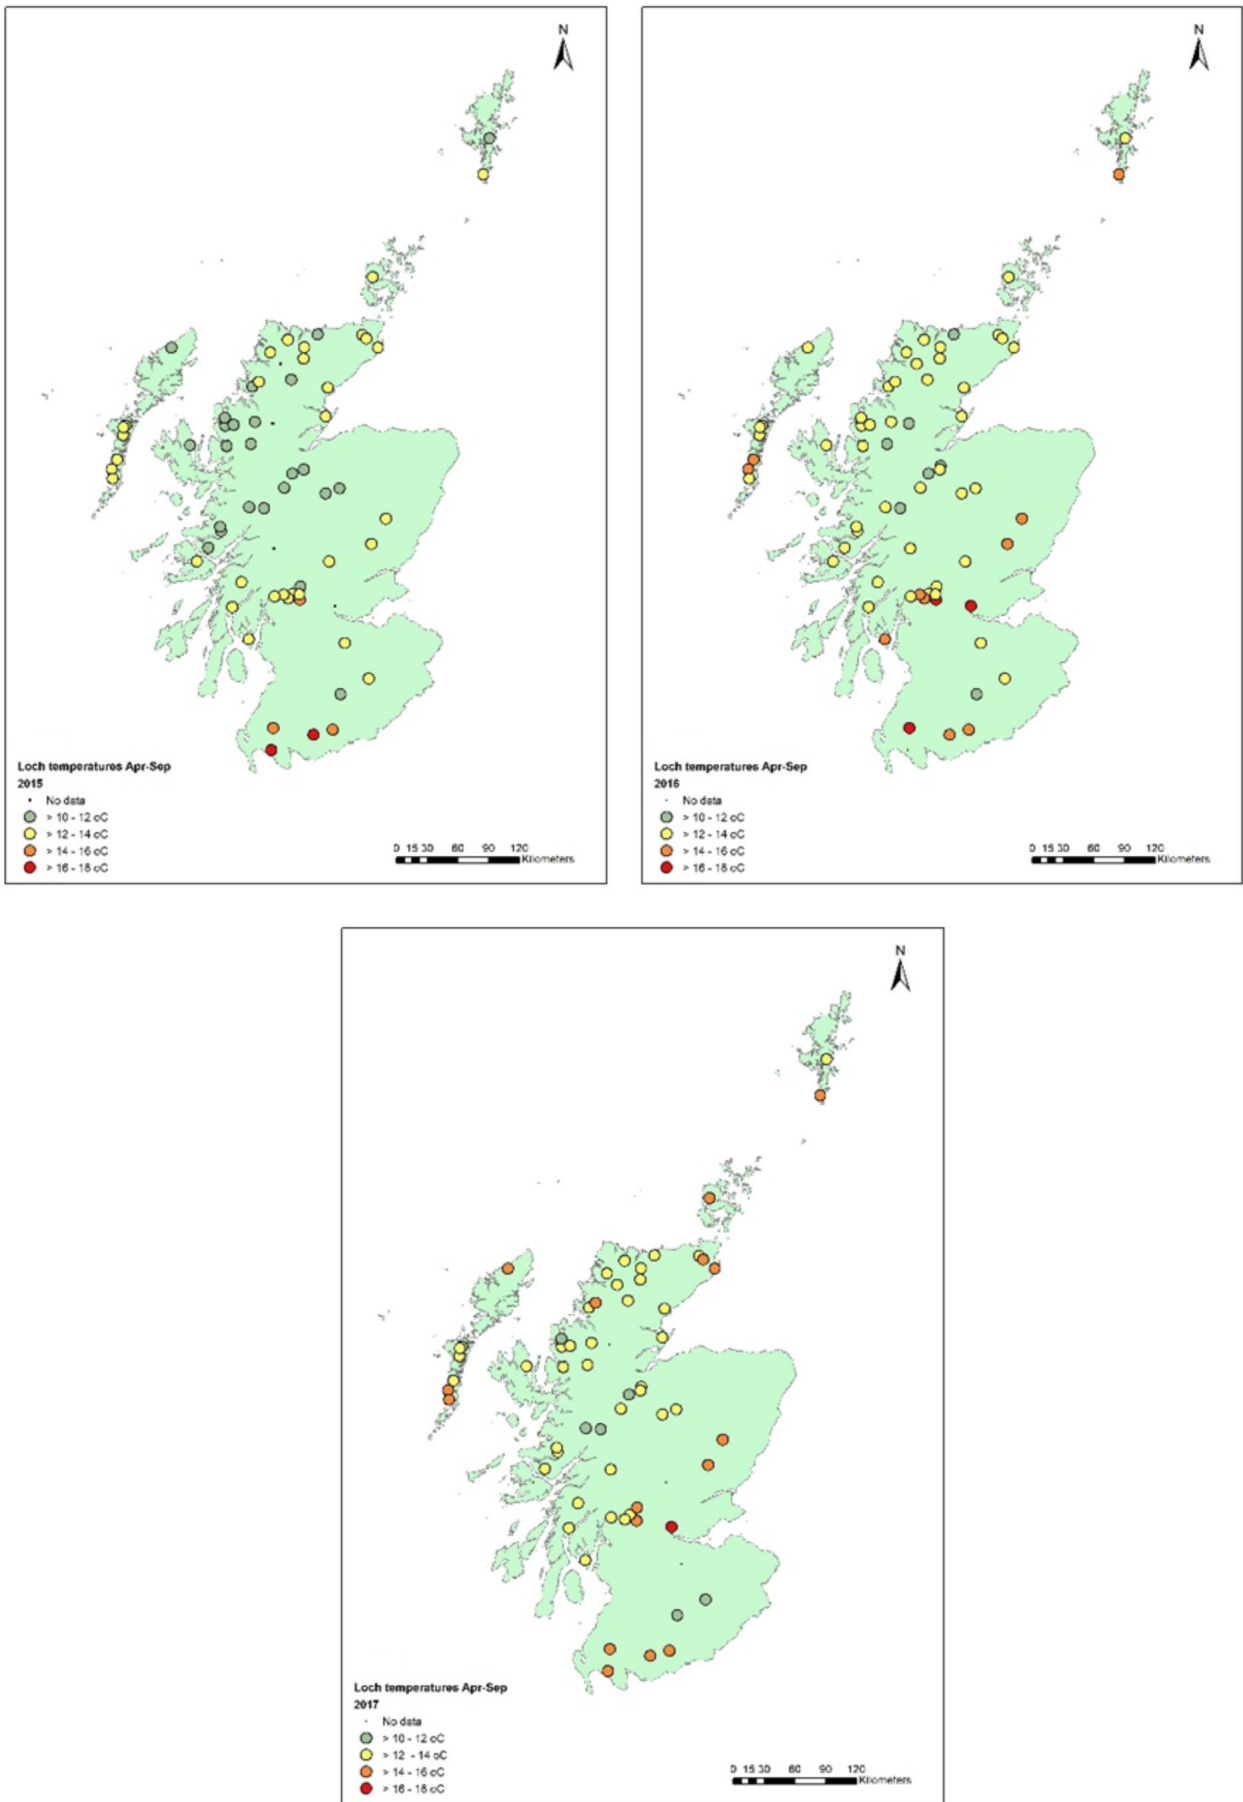 N
Loch temperatures Apr-Sep
2015
No data
> 10 - 12 oC
> 12 - 14 oC
> 14 - 16 oC
> 16 - 18 oC
0 15 30 60 90 120
Kilometers
N
Loch temperatures Apr-Sep
2016
No data
> 10 - 12 oC
> 12 - 14 oC
> 14 - 16 oC
> 16 - 18 oC
0 15 30 60 90 120
Kilometers
N
Loch temperatures Apr-Sep
2017
No data
> 10 - 12 oC
> 12 - 14 oC
> 14 - 16 oC
> 16 - 18 oC
0 15 30 60 90 120
Kilometers